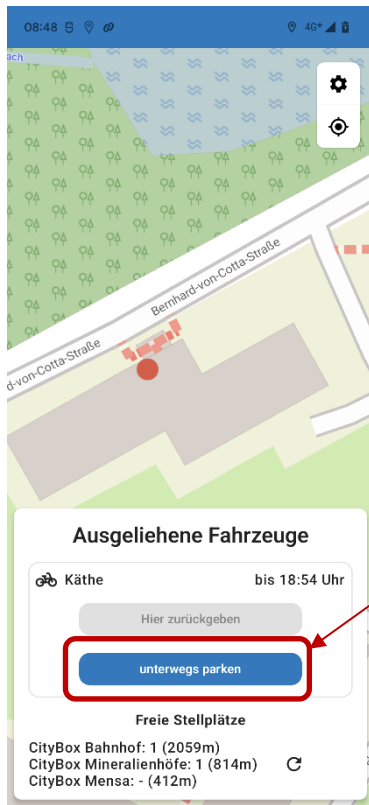 08:48 4G+
ach
Bernhard-von-Cotta-Straße
d-von-Cotta-Straße
Ausgeliehene Fahrzeuge
Käthe bis 18:54 Uhr
Hier zurückgeben
unterwegs parken
Freie Stellplätze
CityBox Bahnhof: 1 (2059m)
CityBox Mineralienhöfe: 1 (814m)
CityBox Mensa: - (412m)